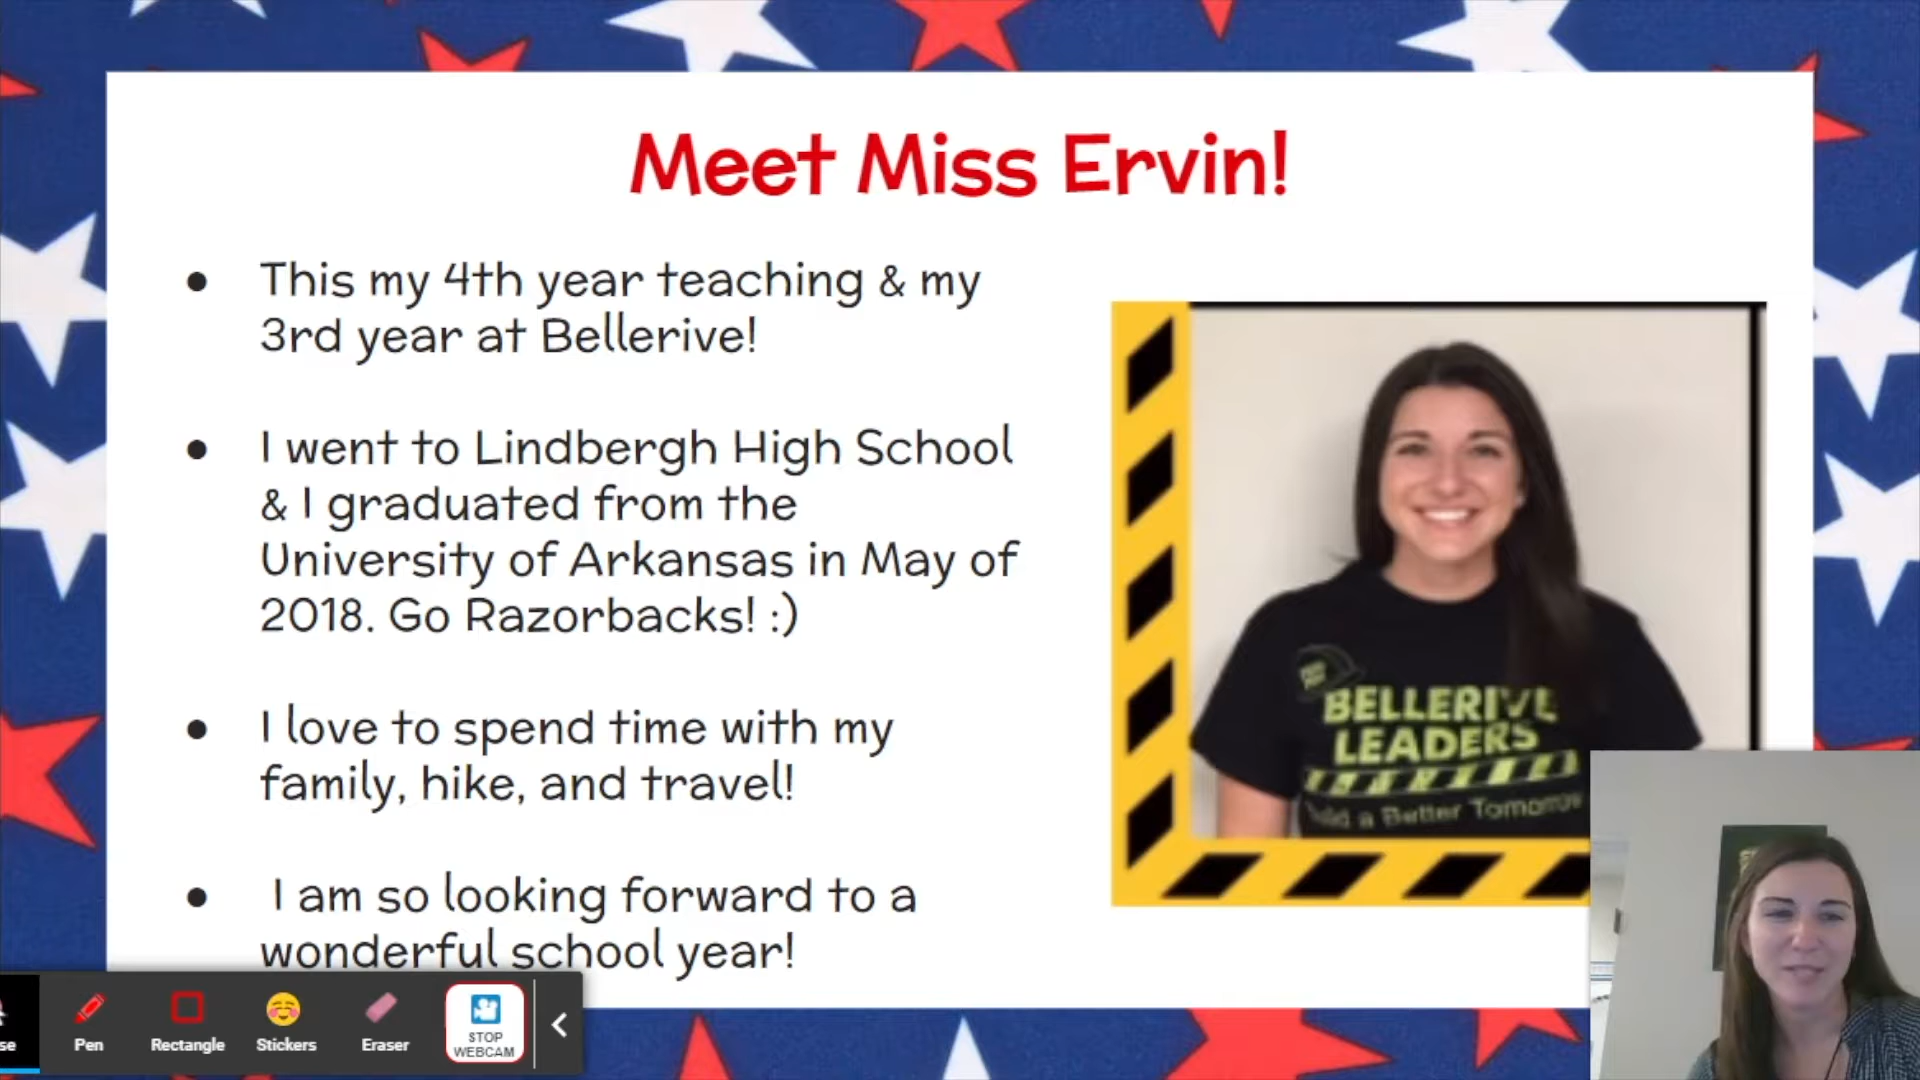 Meet Miss Ervin!
● This my 4th year teaching & my
3rd year at Bellerive!
● I went to Lindbergh High School
& I graduated from the
University of Arkansas in May of
2018. Go Razorbacks! :)
● I love to spend time with my
family, hike, and travel!
● I am so looking forward to a
wonderful school year!
BELLERIVE
LEADERS
a Better
Pen
Rectangle
Stickers
Eraser
STOP
WEBCAM